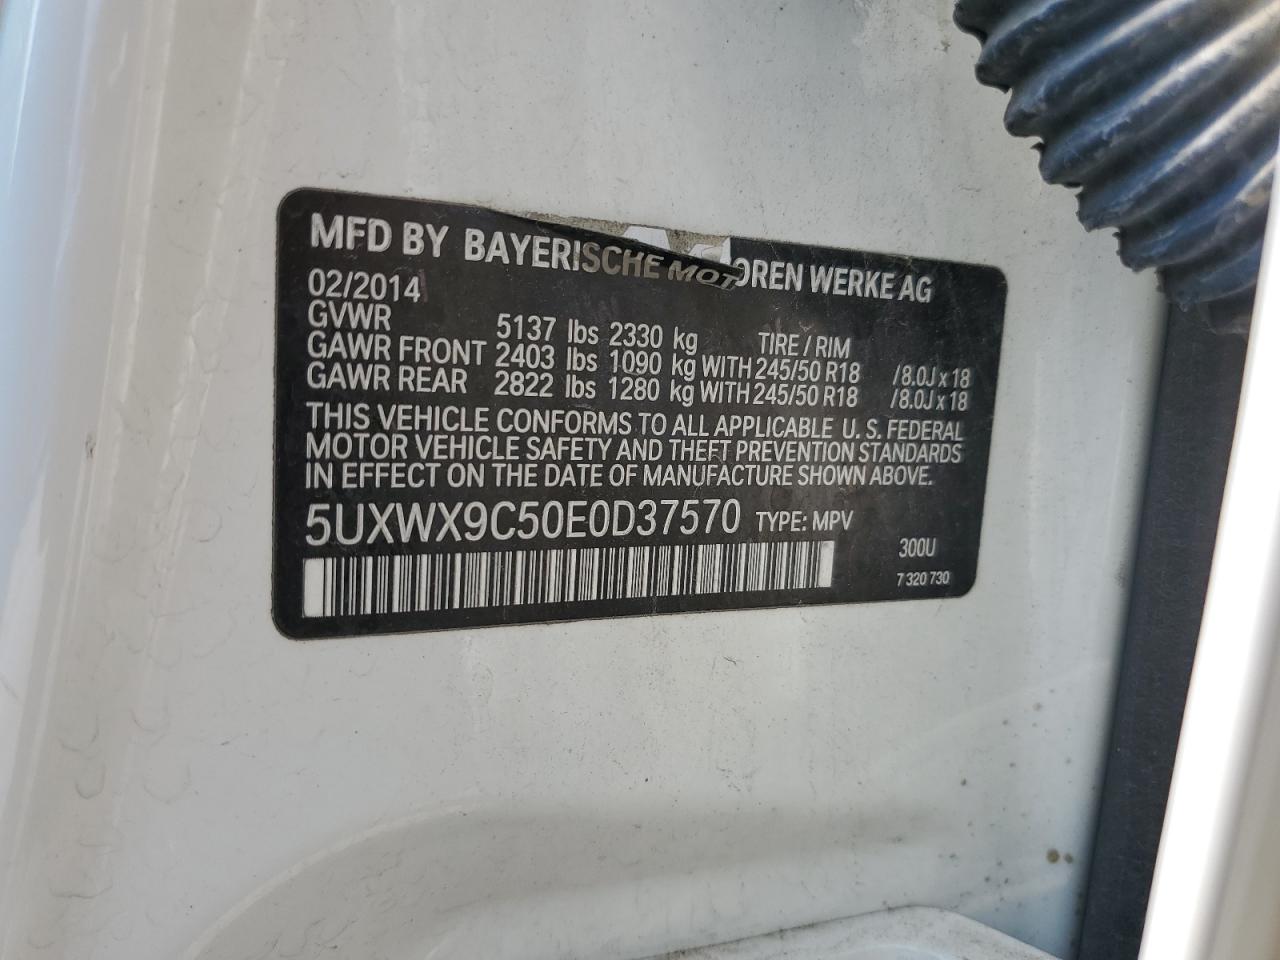 MFD BY BAYERISCHE MOTOREN WERKE AG
02/2014
GVWR 5137 lbs 2330 kg TIRE / RIM
GAWR FRONT 2403 lbs 1090 kg WITH 245/50 R18 /8.0J x 18
GAWR REAR 2822 lbs 1280 kg WITH 245/50 R18 /8.0J x 18
THIS VEHICLE CONFORMS TO ALL APPLICABLE U. S. FEDERAL
MOTOR VEHICLE SAFETY AND THEFT PREVENTION STANDARDS
IN EFFECT ON THE DATE OF MANUFACTURE SHOWN ABOVE.
5UXWX9C50E0D37570 TYPE: MPV
300U
7 320 730